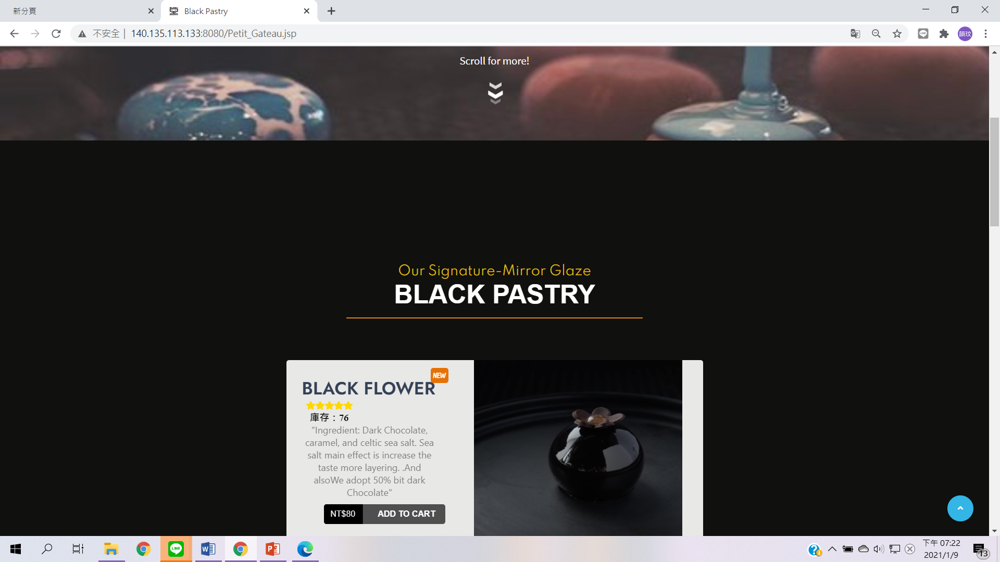 新分頁
Black Pastry
不安全 | 140.135.113.133:8080/Petit_Gateau.jsp
韻玟
Scroll for more!
Our Signature-Mirror Glaze
BLACK PASTRY
NEW
BLACK FLOWER
庫存：76
"Ingredient: Dark Chocolate,
caramel, and celtic sea salt. Sea
salt main effect is increase the
taste more layering. .And
alsoWe adopt 50% bit dark
Chocolate"
NT$80 ADD TO CART
LINE
下午 07:22
2021/1/9
13